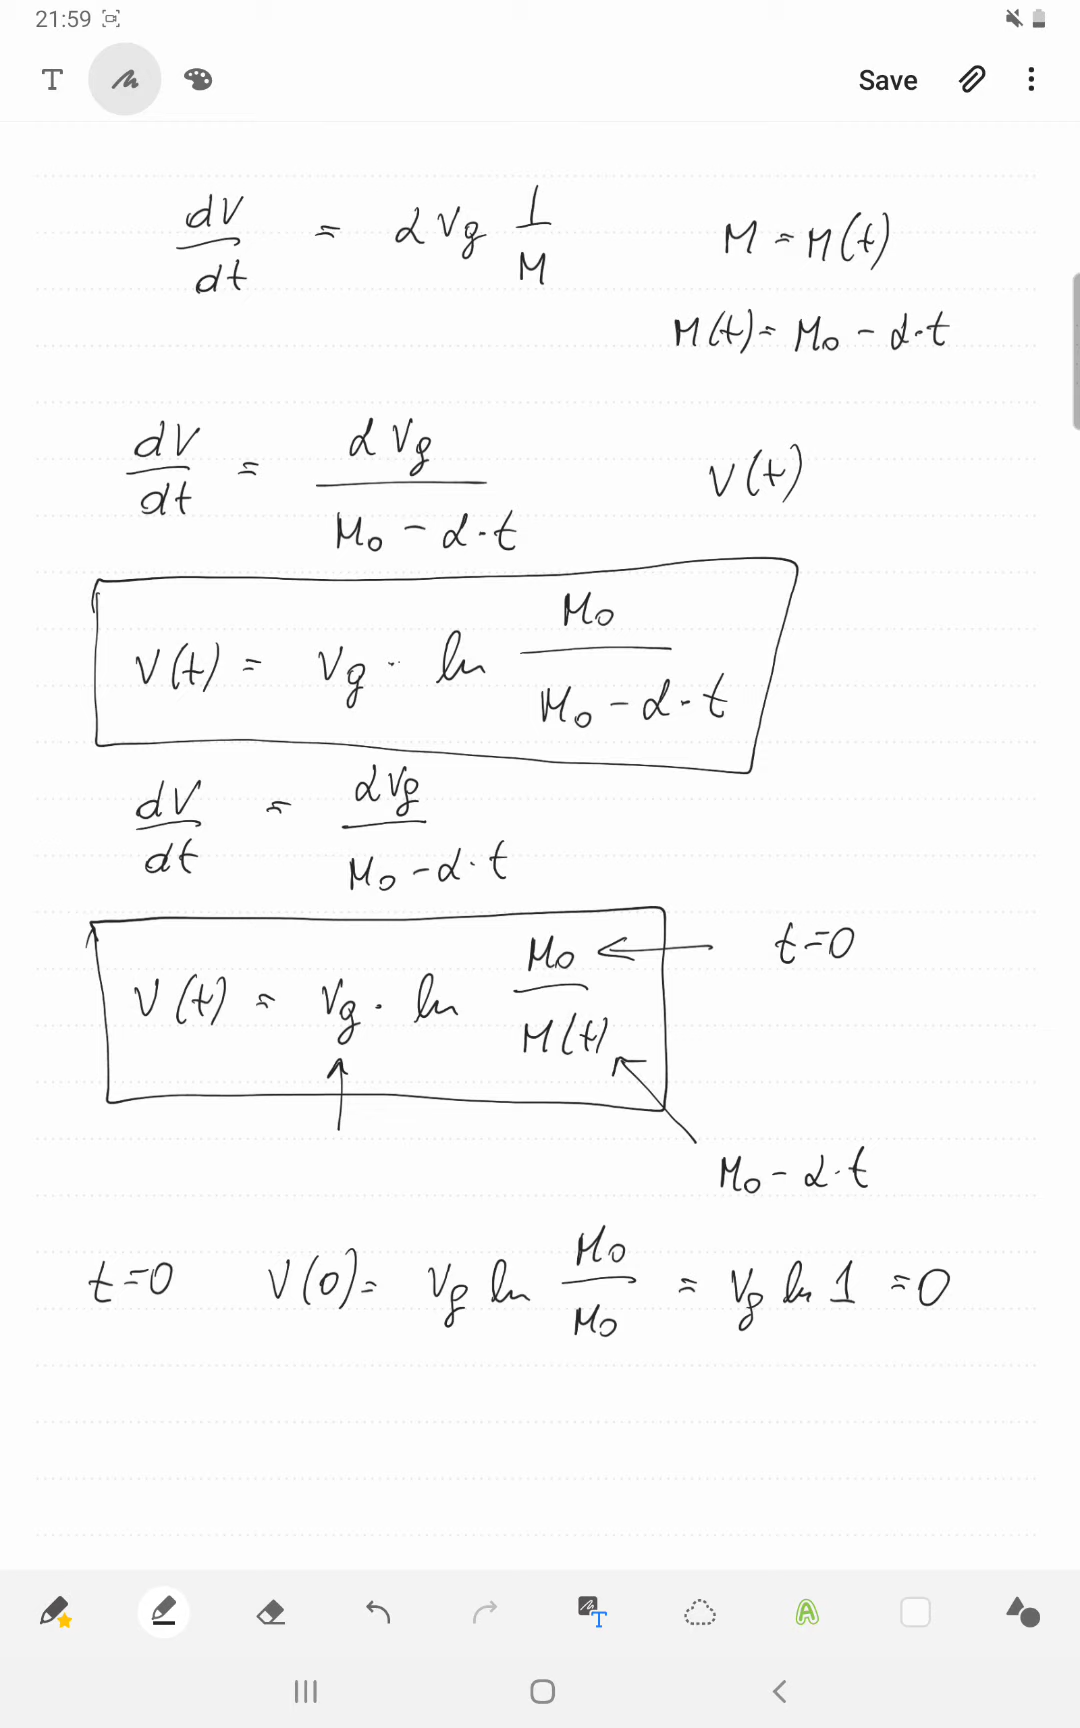 21:59
T Save
dV/dt = α Vg 1/M M = M(t)
M(t) = M₀ - α·t
dV/dt = α Vg / (M₀ - α·t) V(t)
V(t) = Vg · ln M₀ / (M₀ - α·t)
dV/dt = α Vg / (M₀ - α·t)
V(t) = Vg · ln M₀ / M(t) t=0
M₀ - α·t
t=0 V(0) = Vg ln M₀/M₀ = Vg ln 1 = 0
T A